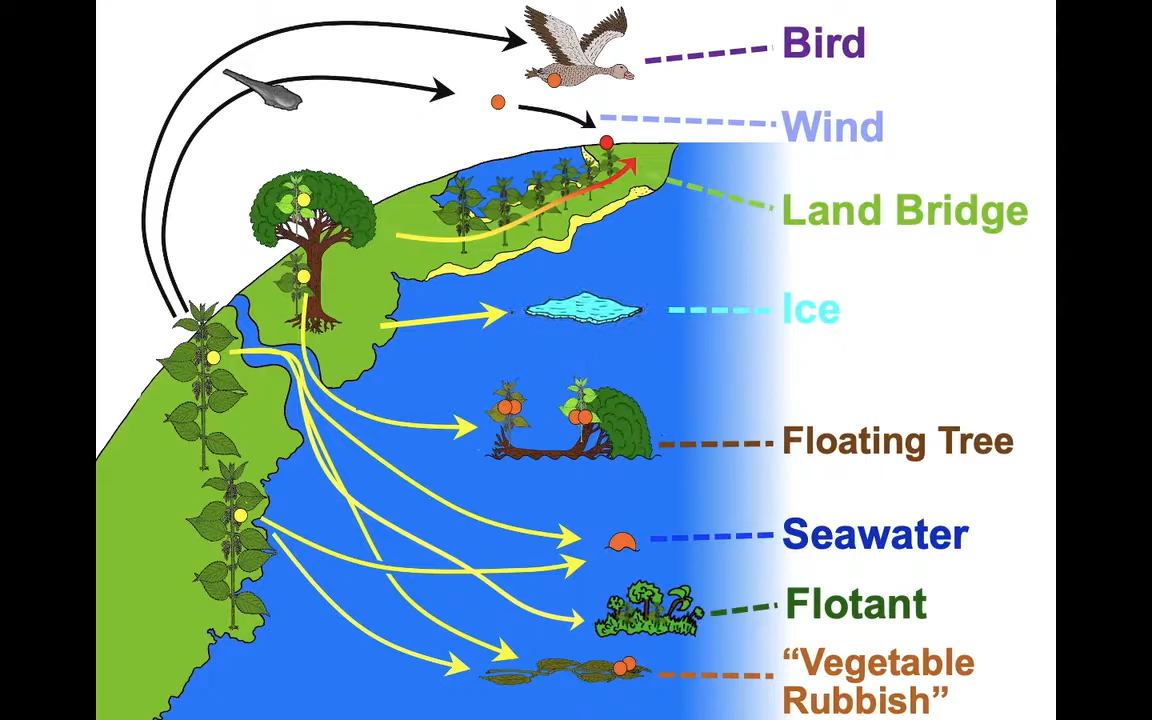 Bird
Wind
Land Bridge
Ice
Floating Tree
Seawater
Flotant
“Vegetable
Rubbish”